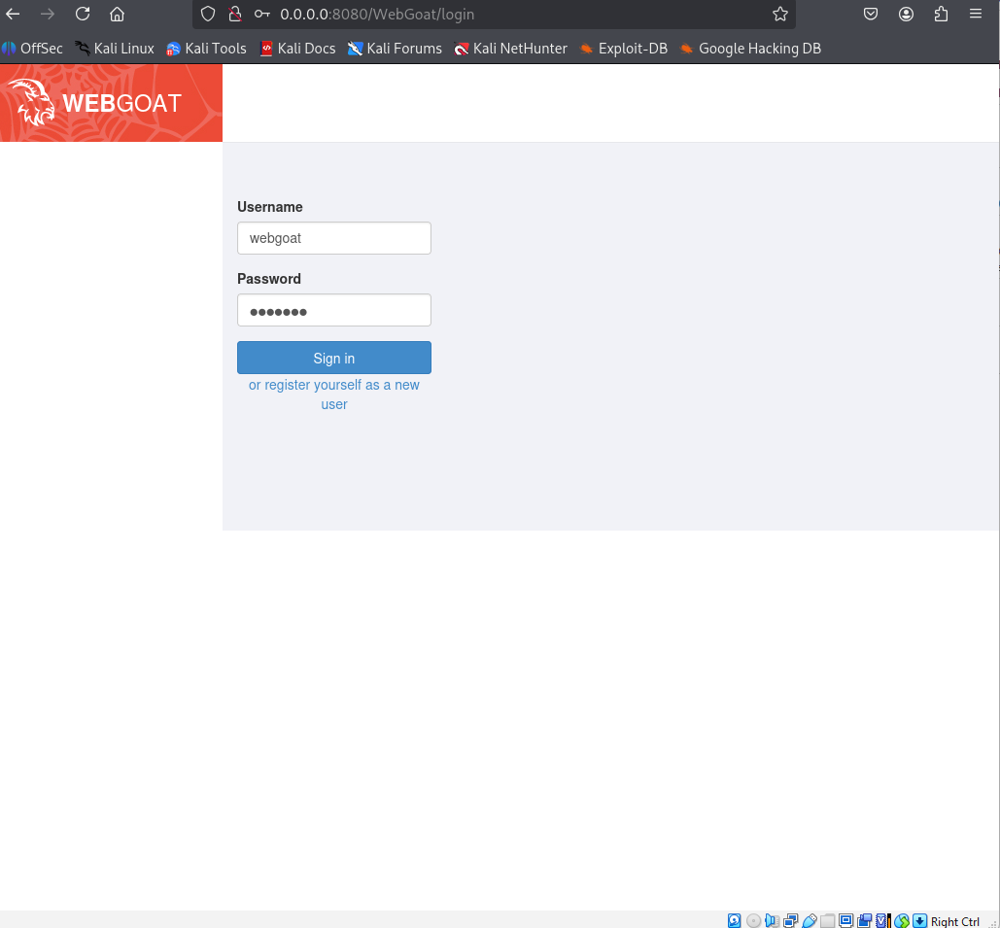 0.0.0.0:8080/WebGoat/login
OffSec Kali Linux Kali Tools Kali Docs Kali Forums Kali NetHunter Exploit-DB Google Hacking DB
WEBGOAT
Username
webgoat
Password
●●●●●●●
Sign in
or register yourself as a new
user
Right Ctrl